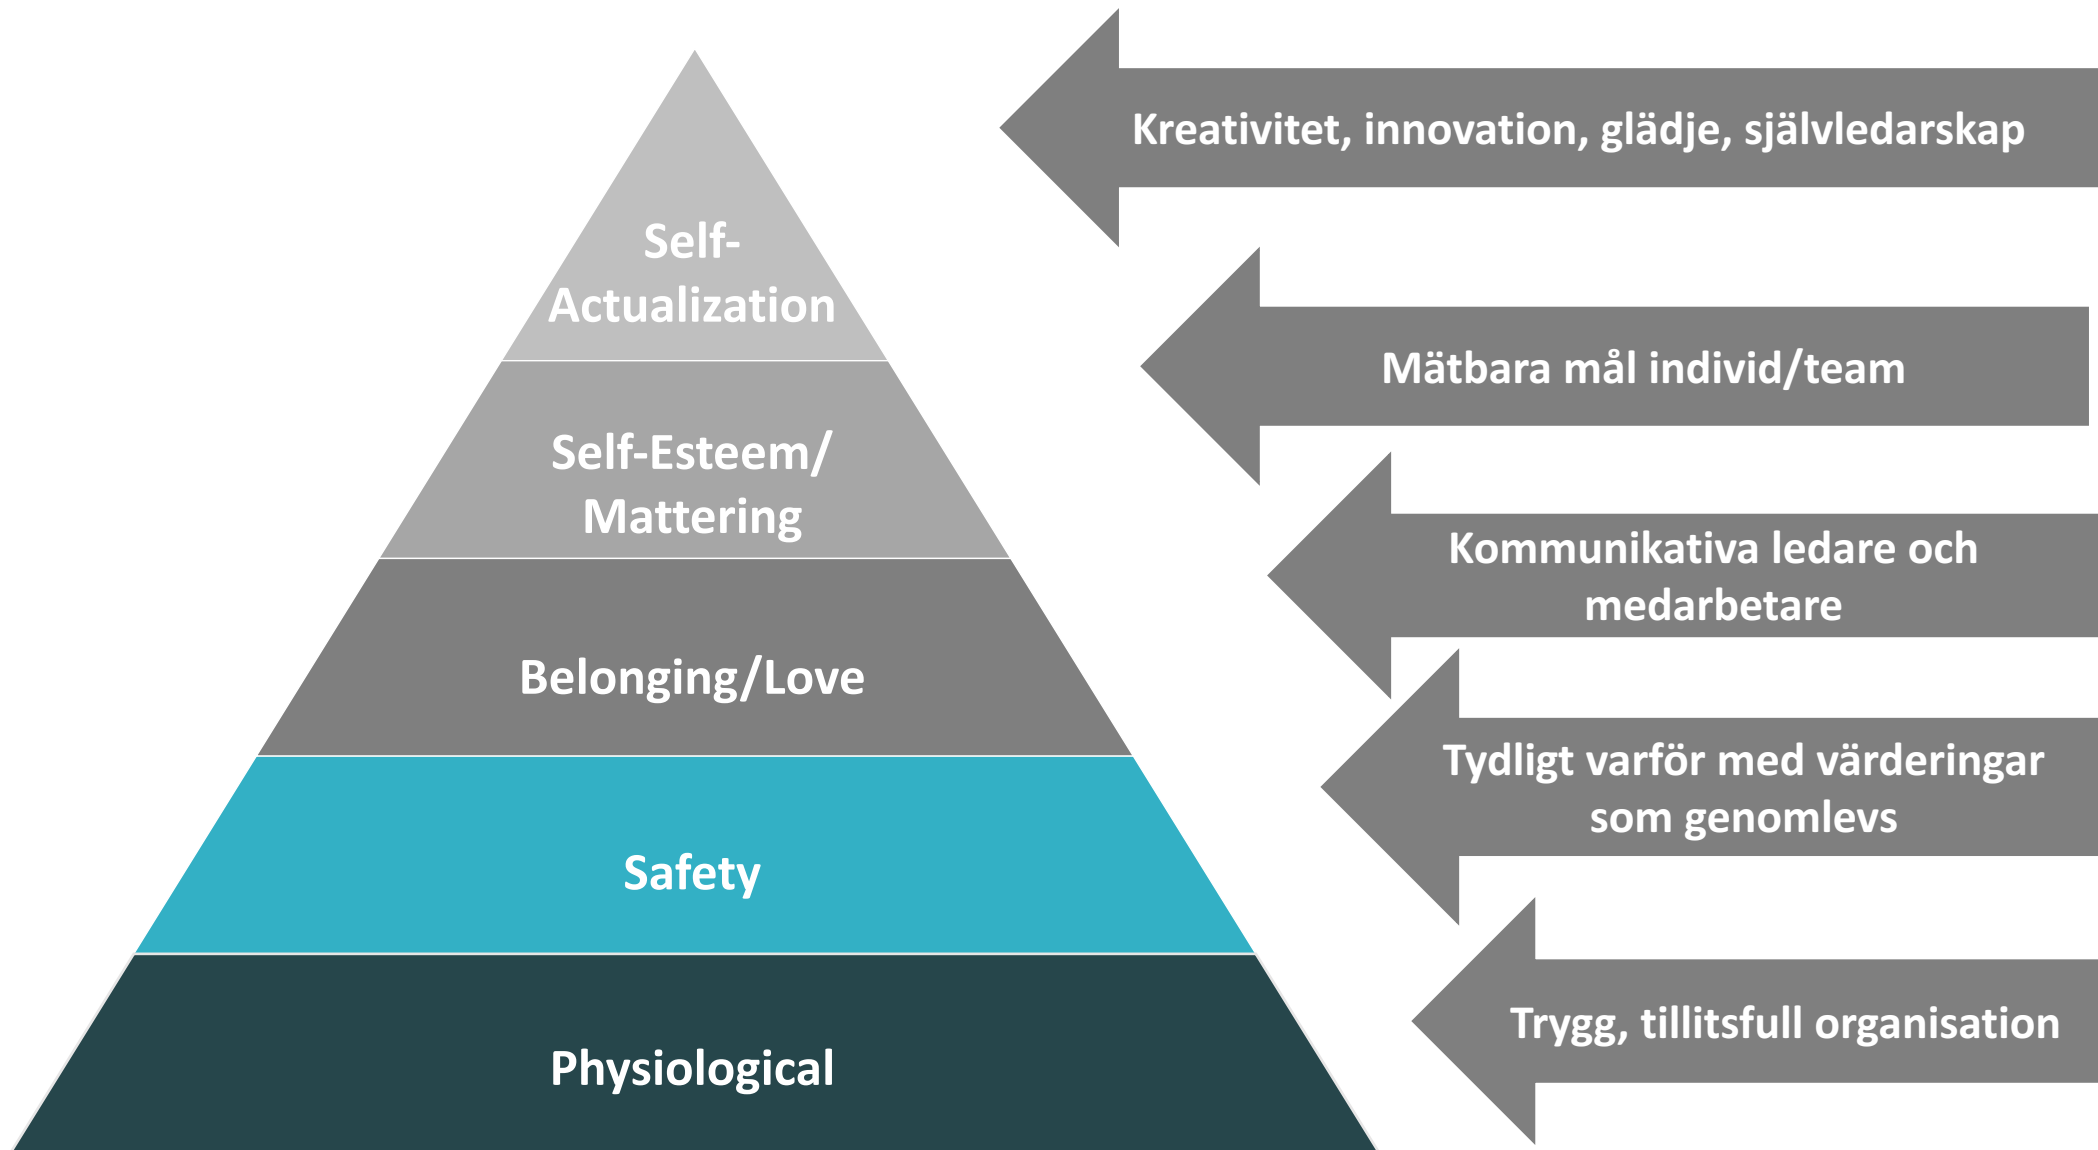 Kreativitet, innovation, glädje, självledarskap
Self-
Actualization
Mätbara mål individ/team
Self-Esteem/
Mattering
Kommunikativa ledare och
medarbetare
Belonging/Love
Tydligt varför med värderingar
som genomlevs
Safety
Trygg, tillitsfull organisation
Physiological